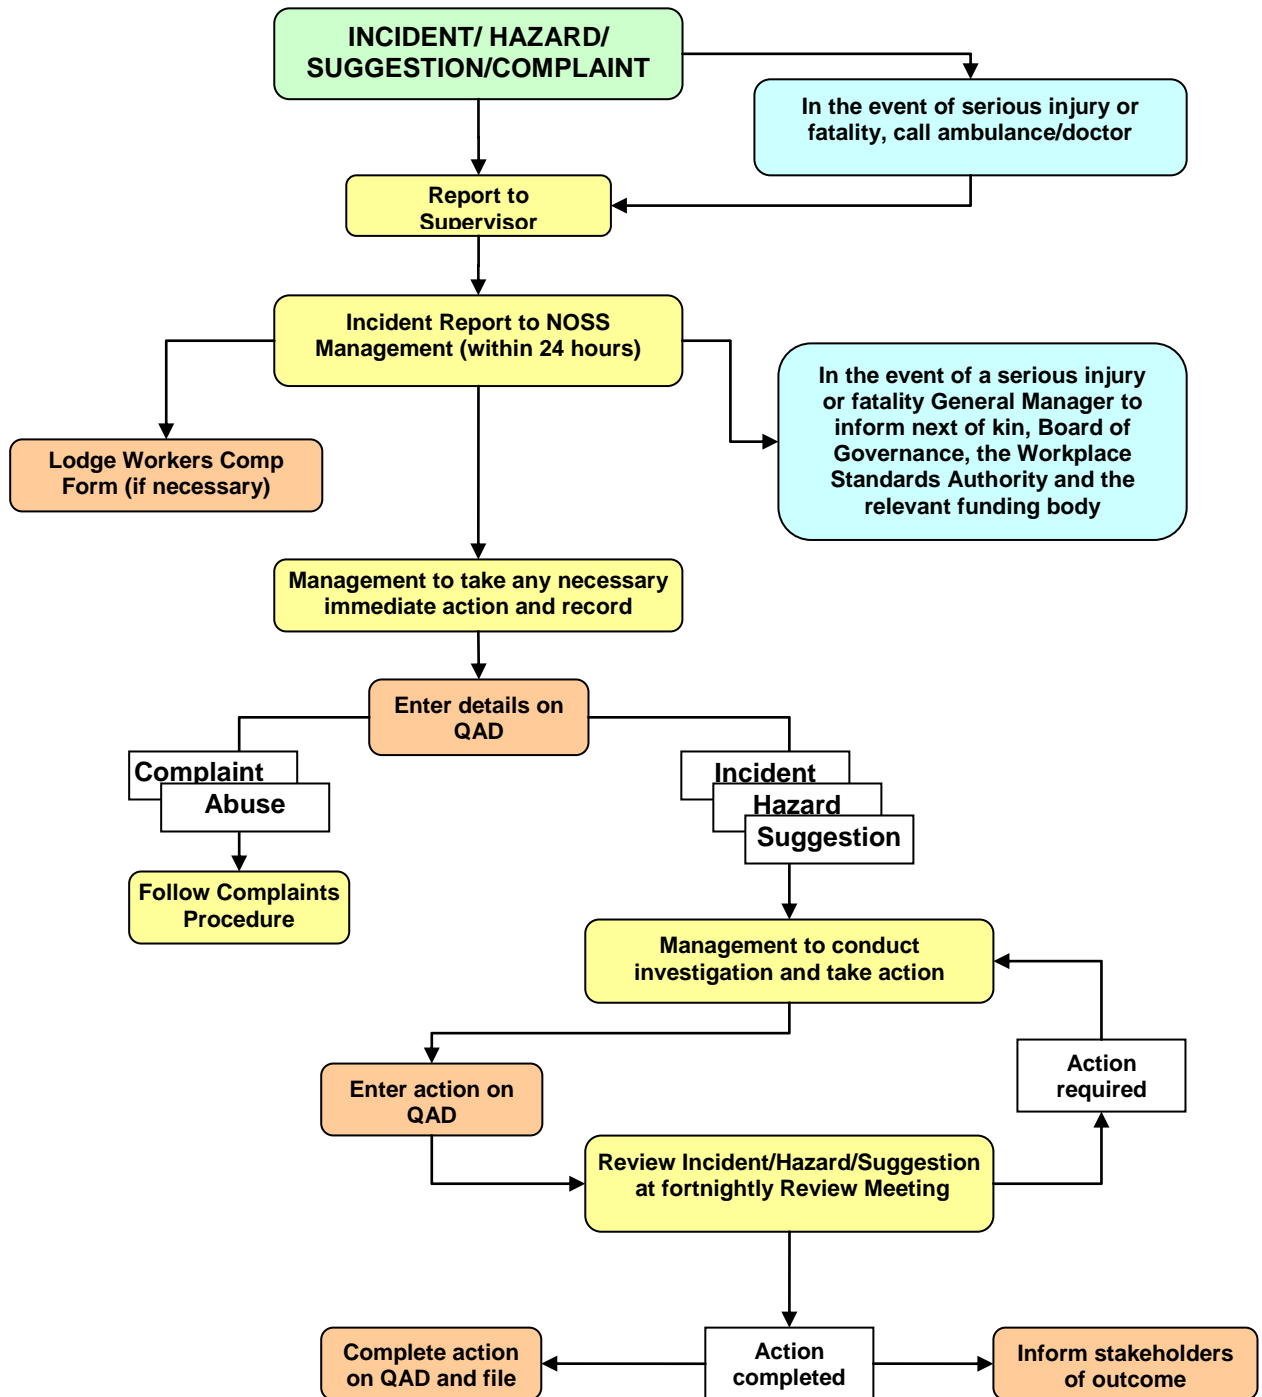 INCIDENT/ HAZARD/
SUGGESTION/COMPLAINT
In the event of serious injury or
fatality, call ambulance/doctor
Report to
Supervisor
Incident Report to NOSS
Management (within 24 hours)
In the event of a serious injury
or fatality General Manager to
inform next of kin, Board of
Governance, the Workplace
Standards Authority and the
relevant funding body
Lodge Workers Comp
Form (if necessary)
Management to take any necessary
immediate action and record
Enter details on
QAD
Complaint
Abuse
Incident
Hazard
Suggestion
Follow Complaints
Procedure
Management to conduct
investigation and take action
Action
required
Enter action on
QAD
Review Incident/Hazard/Suggestion
at fortnightly Review Meeting
Complete action
on QAD and file
Action
completed
Inform stakeholders
of outcome